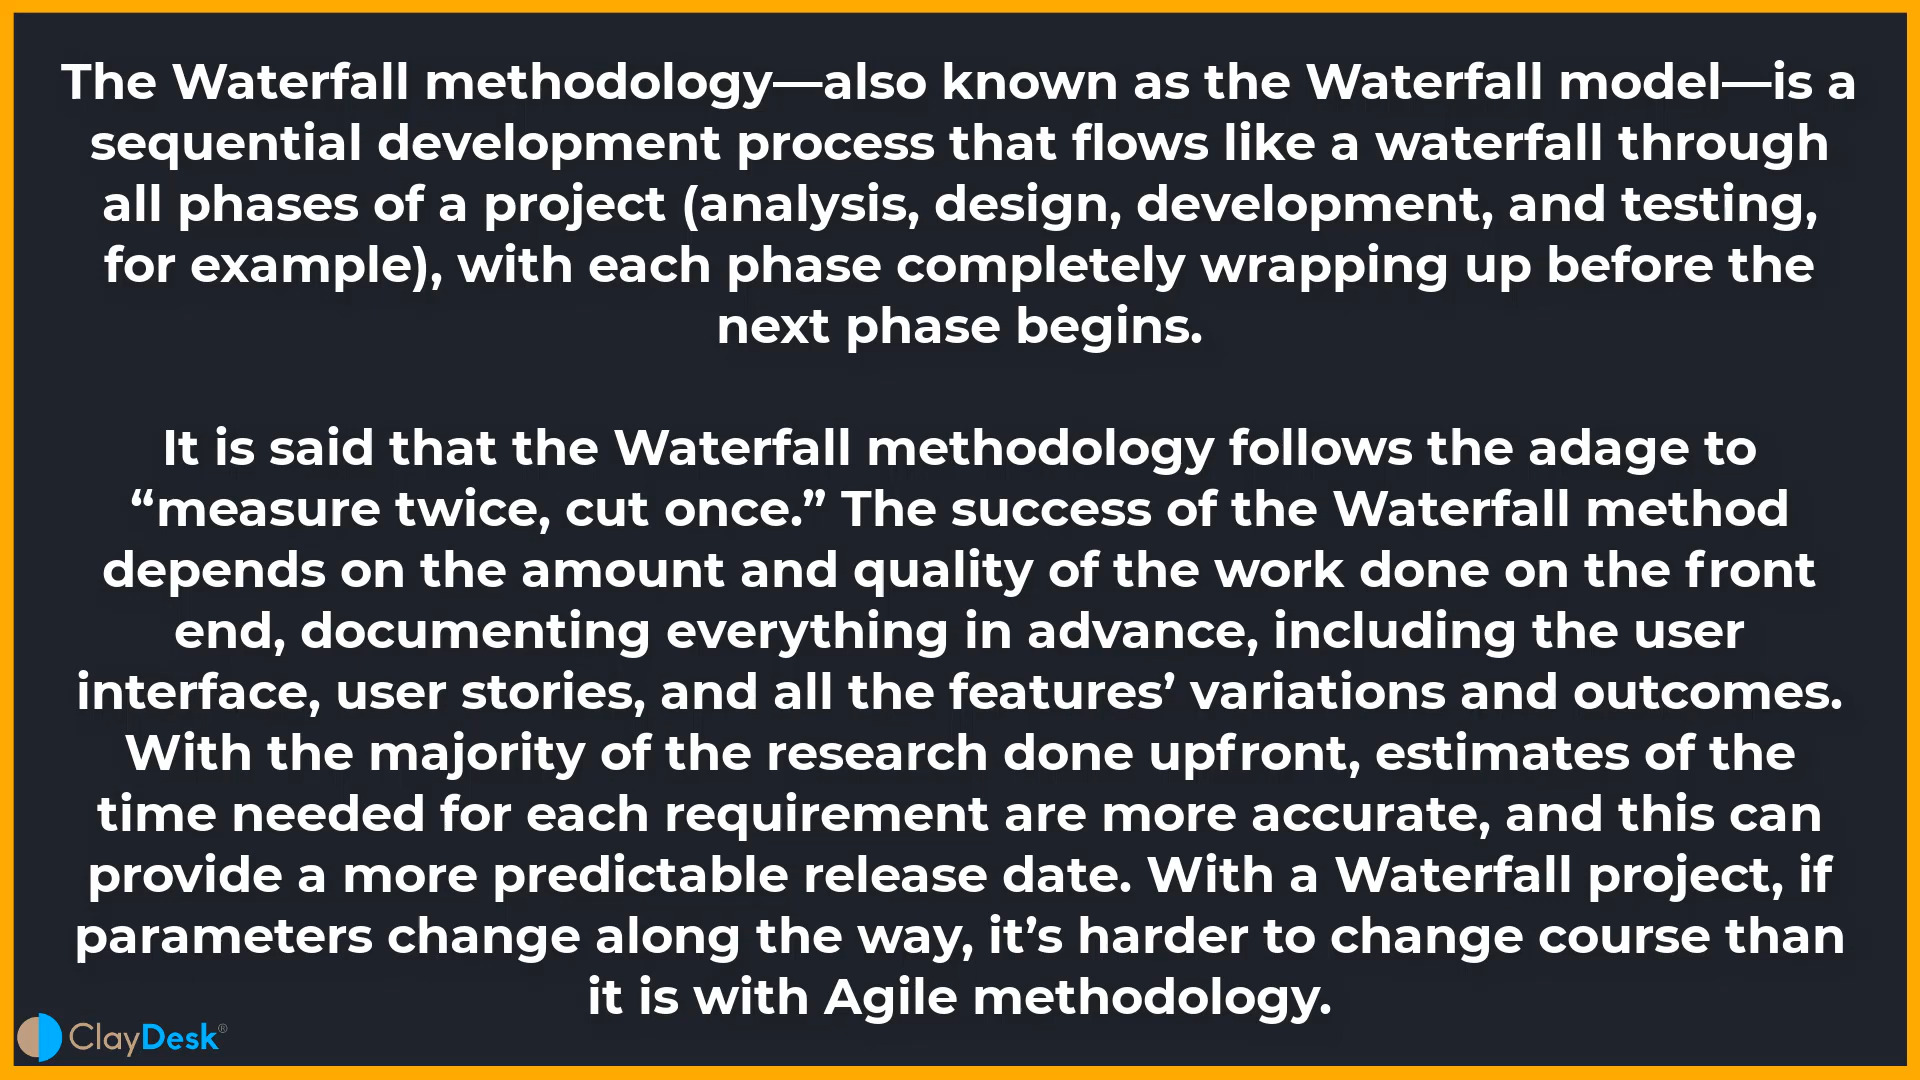 The Waterfall methodology—also known as the Waterfall model—is a
sequential development process that flows like a waterfall through
all phases of a project (analysis, design, development, and testing,
for example), with each phase completely wrapping up before the
next phase begins.
It is said that the Waterfall methodology follows the adage to
“measure twice, cut once.” The success of the Waterfall method
depends on the amount and quality of the work done on the front
end, documenting everything in advance, including the user
interface, user stories, and all the features’ variations and outcomes.
With the majority of the research done upfront, estimates of the
time needed for each requirement are more accurate, and this can
provide a more predictable release date. With a Waterfall project, if
parameters change along the way, it’s harder to change course than
it is with Agile methodology.
ClayDesk®